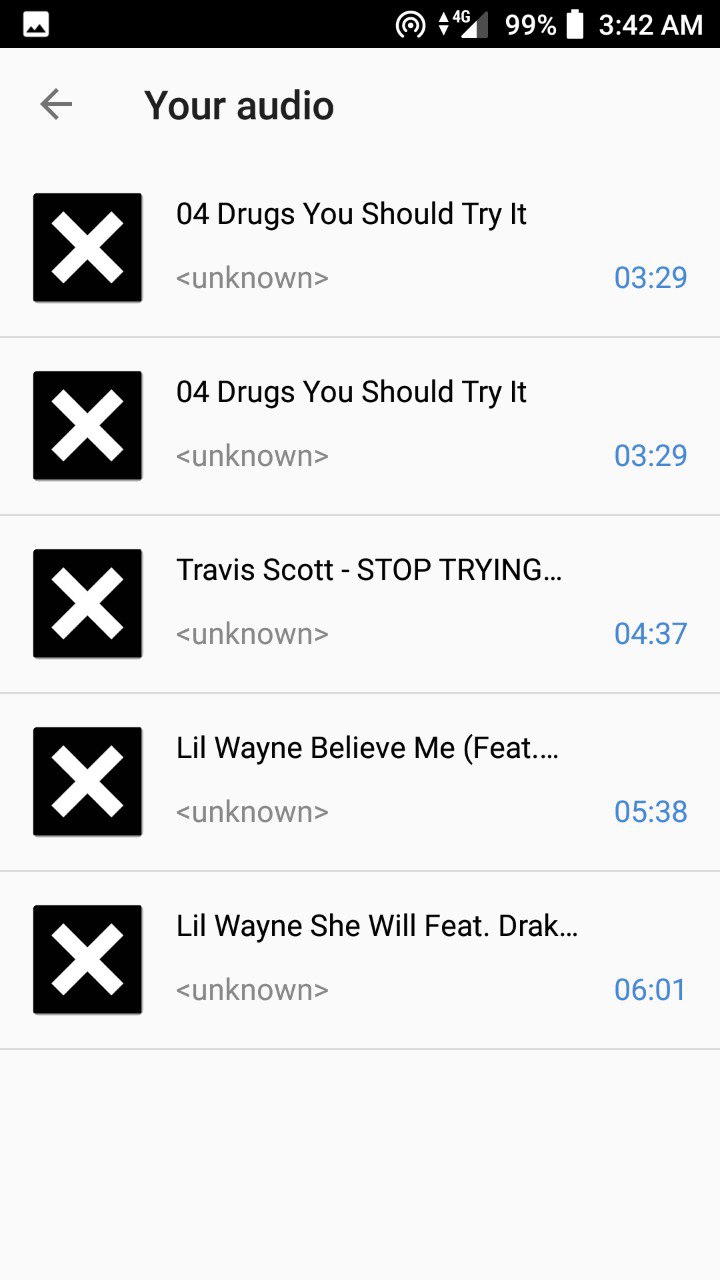 4G 99% 3:42 AM
Your audio
04 Drugs You Should Try It
<unknown> 03:29
04 Drugs You Should Try It
<unknown> 03:29
Travis Scott - STOP TRYING...
<unknown> 04:37
Lil Wayne Believe Me (Feat....
<unknown> 05:38
Lil Wayne She Will Feat. Drak...
<unknown> 06:01